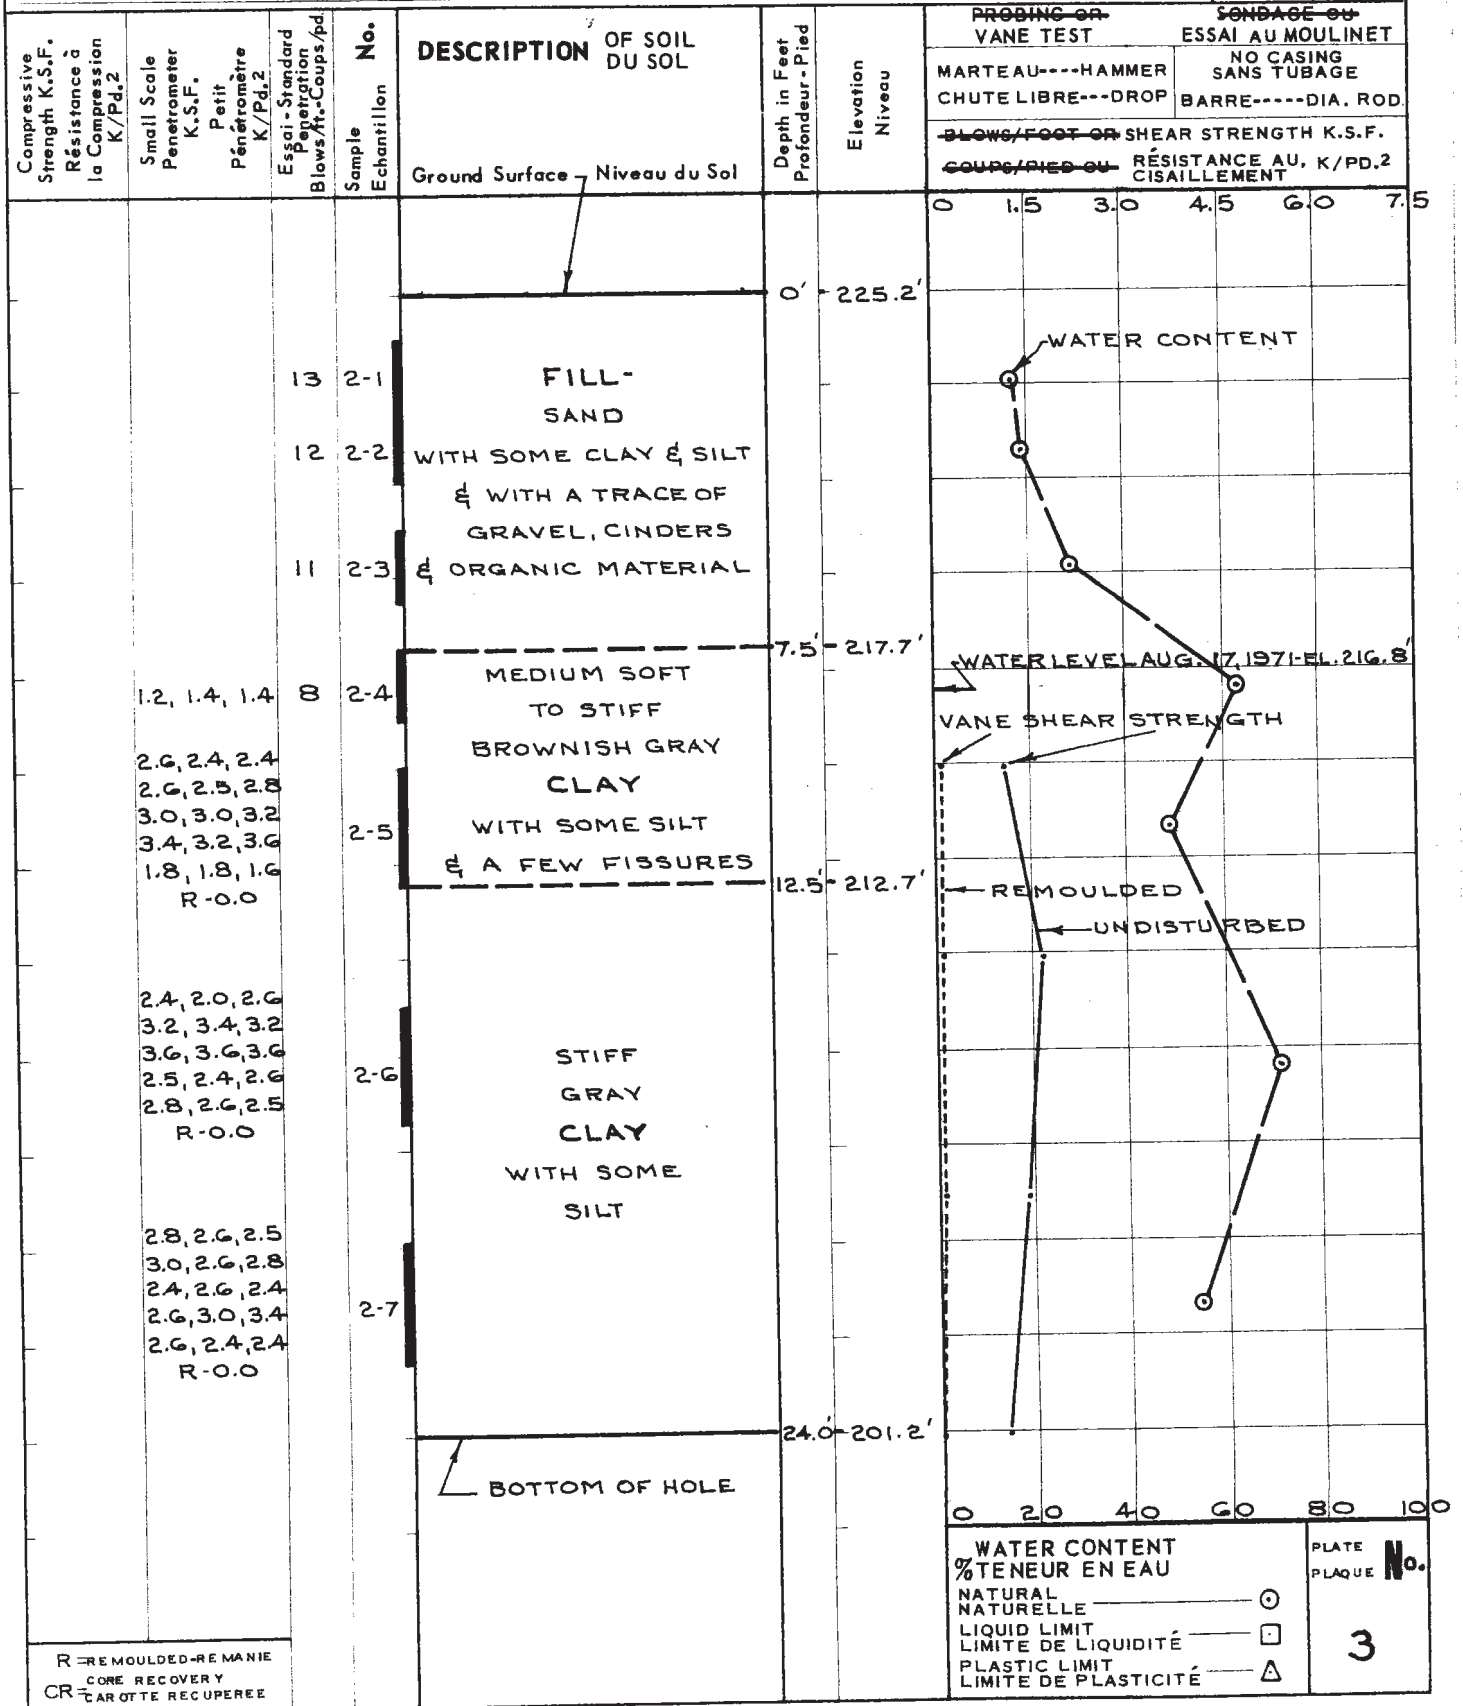 Compressive
Strength K.S.F.
Résistance à
la Compression
K/Pd.2
Small Scale
Penetrometer
K.S.F.
Petit
Pénétromètre
K/Pd.2
Essai-Standard
Penetration
Blows/ft.-Coups/pd.
Sample No.
Echantillon
DESCRIPTION OF SOIL
DU SOL
Ground Surface Niveau du Sol
Depth in Feet
Profondeur-Pied
Elevation
Niveau
PROBING OR
VANE TEST
SONDAGE OU
ESSAI AU MOULINET
MARTEAU----HAMMER
CHUTE LIBRE---DROP
NO CASING
SANS TUBAGE
BARRE-----DIA. ROD
BLOWS/FOOT OR SHEAR STRENGTH K.S.F.
COUPS/PIED OU RÉSISTANCE AU, K/PD.2
CISAILLEMENT
0 1.5 3.0 4.5 6.0 7.5
0' 225.2'
WATER CONTENT
13 2-1 FILL-
SAND
12 2-2 WITH SOME CLAY & SILT
& WITH A TRACE OF
GRAVEL, CINDERS
11 2-3 & ORGANIC MATERIAL
7.5' 217.7'
WATER LEVEL AUG. 17, 1971-EL. 216.8'
MEDIUM SOFT
1.2, 1.4, 1.4 8 2-4
TO STIFF
VANE SHEAR STRENGTH
BROWNISH GRAY
2.6, 2.4, 2.4
2.6, 2.5, 2.8
CLAY
3.0, 3.0, 3.2
2-5 WITH SOME SILT
3.4, 3.2, 3.6
1.8, 1.8, 1.6
& A FEW FISSURES
12.5' 212.7'
R-0.0
REMOULDED
UNDISTURBED
2.4, 2.0, 2.6
3.2, 3.4, 3.2
3.6, 3.6, 3.6
2.5, 2.4, 2.6
2.8, 2.6, 2.5
R-0.0
2-6
STIFF
GRAY
CLAY
WITH SOME
SILT
2.8, 2.6, 2.5
3.0, 2.6, 2.8
2.4, 2.6, 2.4
2.6, 3.0, 3.4
2.6, 2.4, 2.4
R-0.0
2-7
24.0' 201.2'
BOTTOM OF HOLE
0 20 40 60 80 100
WATER CONTENT
% TENEUR EN EAU
NATURAL
NATURELLE
LIQUID LIMIT
LIMITE DE LIQUIDITÉ
PLASTIC LIMIT
LIMITE DE PLASTICITÉ
PLATE
PLAQUE No.
3
R=REMOULDED-REMANIE
CR= CORE RECOVERY
CAROTTE RECUPEREE